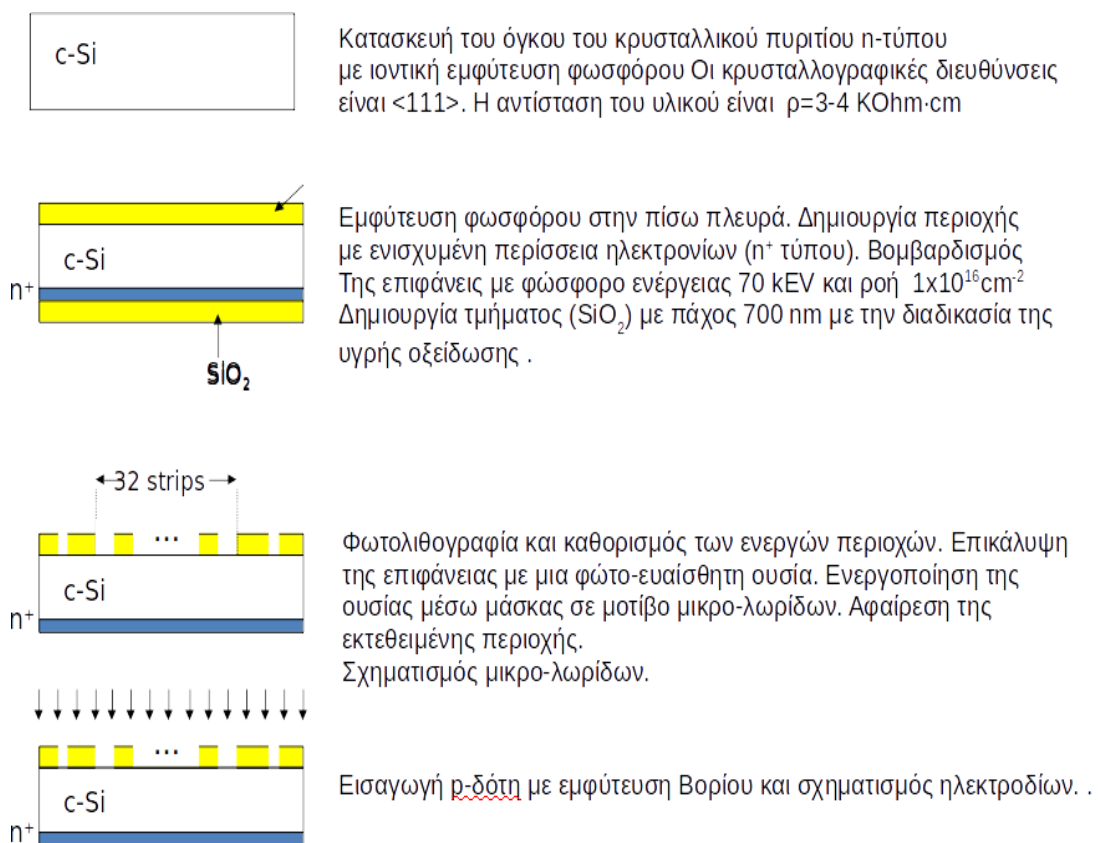 c-Si
Κατασκευή του όγκου του κρυσταλλικού πυριτίου n-τύπου
με ιοντική εμφύτευση φωσφόρου Οι κρυσταλλογραφικές διευθύνσεις
είναι <111>. Η αντίσταση του υλικού είναι ρ=3-4 KOhm·cm
c-Si
n⁺
SiO₂
Εμφύτευση φωσφόρου στην πίσω πλευρά. Δημιουργία περιοχής
με ενισχυμένη περίσσεια ηλεκτρονίων (n⁺ τύπου). Βομβαρδισμός
Της επιφάνεις με φώσφορο ενέργειας 70 kEV και ροή 1x10¹⁶cm⁻²
Δημιουργία τμήματος (SiO₂) με πάχος 700 nm με την διαδικασία της
υγρής οξείδωσης .
32 strips
...
c-Si
n⁺
Φωτολιθογραφία και καθορισμός των ενεργών περιοχών. Επικάλυψη
της επιφάνειας με μια φώτο-ευαίσθητη ουσία. Ενεργοποίηση της
ουσίας μέσω μάσκας σε μοτίβο μικρο-λωρίδων. Αφαίρεση της
εκτεθειμένης περιοχής.
Σχηματισμός μικρο-λωρίδων.
...
c-Si
n⁺
Εισαγωγή p-δότη με εμφύτευση Βορίου και σχηματισμός ηλεκτροδίων. .